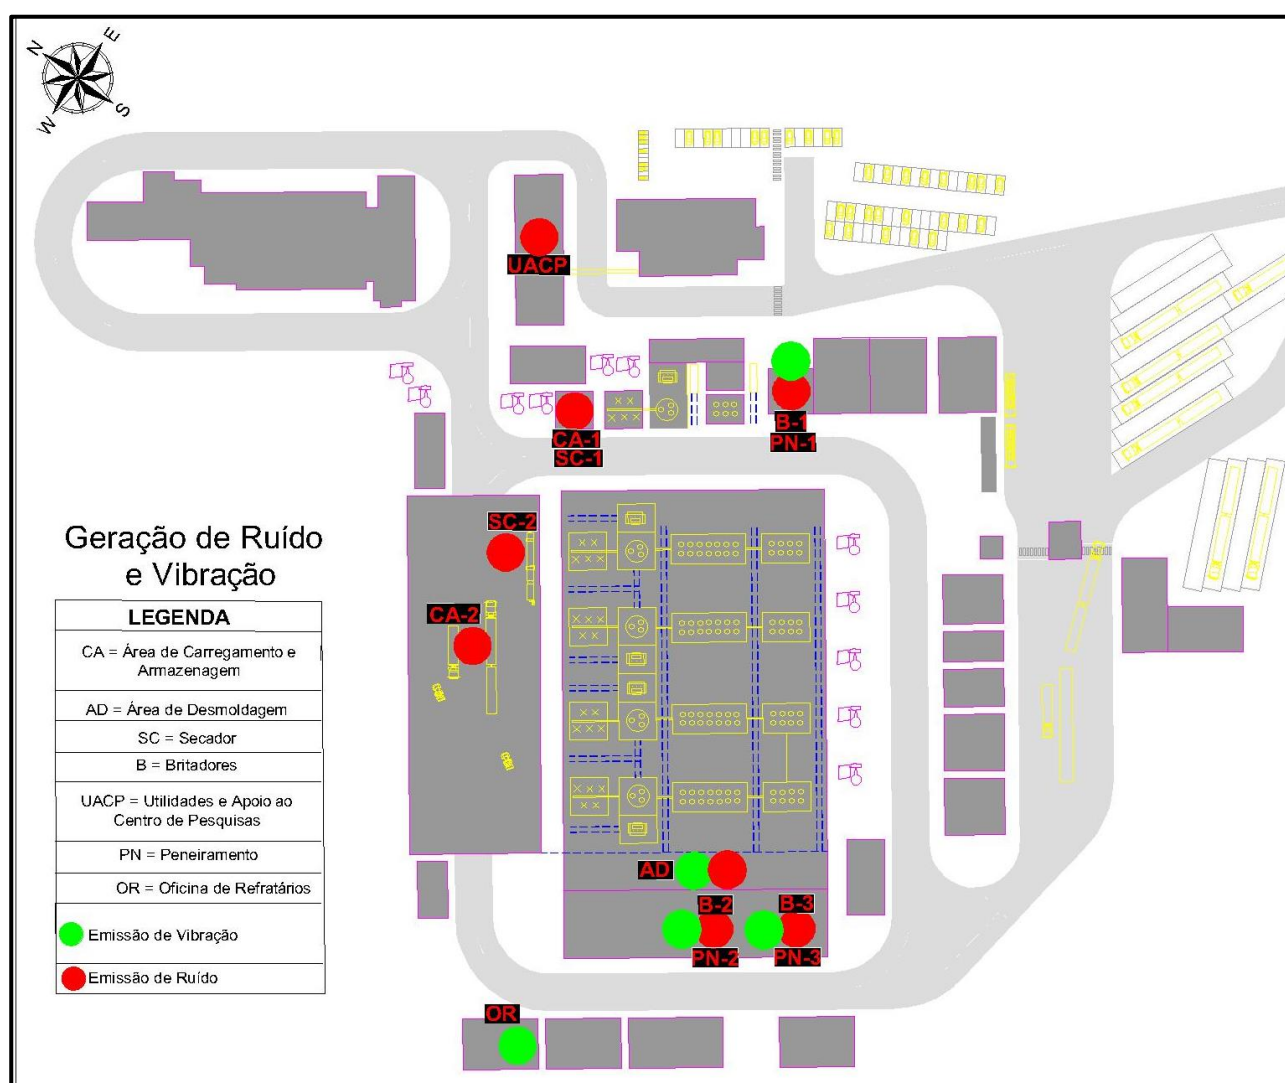 N
E
W
S
UACP
B-1
PN-1
CA-1
SC-1
SC-2
CA-2
Geração de Ruído
e Vibração
LEGENDA
CA = Área de Carregamento e
Armazenagem
AD = Área de Desmoldagem
SC = Secador
B = Britadores
UACP = Utilidades e Apoio ao
Centro de Pesquisas
PN = Peneiramento
OR = Oficina de Refratários
Emissão de Vibração
Emissão de Ruído
AD
B-2
B-3
PN-2
PN-3
OR